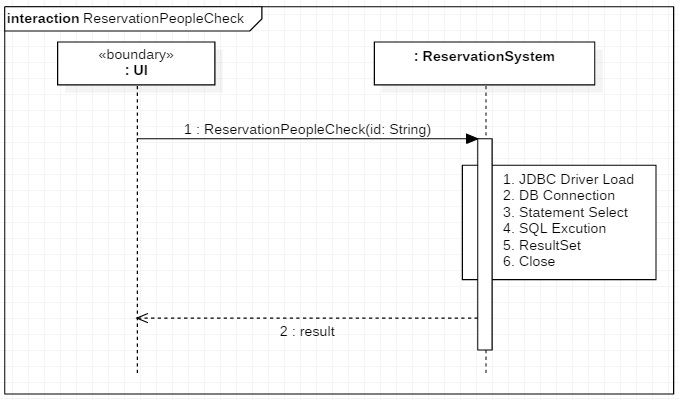 interaction ReservationPeopleCheck
«boundary»
: UI
: ReservationSystem
1 : ReservationPeopleCheck(id: String)
1. JDBC Driver Load
2. DB Connection
3. Statement Select
4. SQL Excution
5. ResultSet
6. Close
2 : result